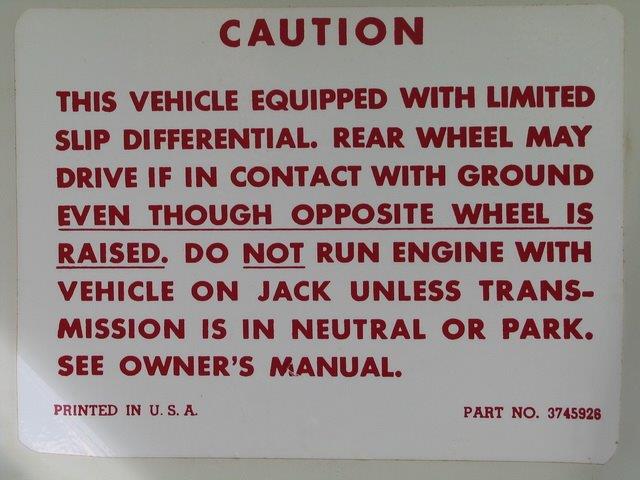 CAUTION
THIS VEHICLE EQUIPPED WITH LIMITED
SLIP DIFFERENTIAL. REAR WHEEL MAY
DRIVE IF IN CONTACT WITH GROUND
EVEN THOUGH OPPOSITE WHEEL IS
RAISED. DO NOT RUN ENGINE WITH
VEHICLE ON JACK UNLESS TRANS-
MISSION IS IN NEUTRAL OR PARK.
SEE OWNER'S MANUAL.
PRINTED IN U. S. A. PART NO. 3745926